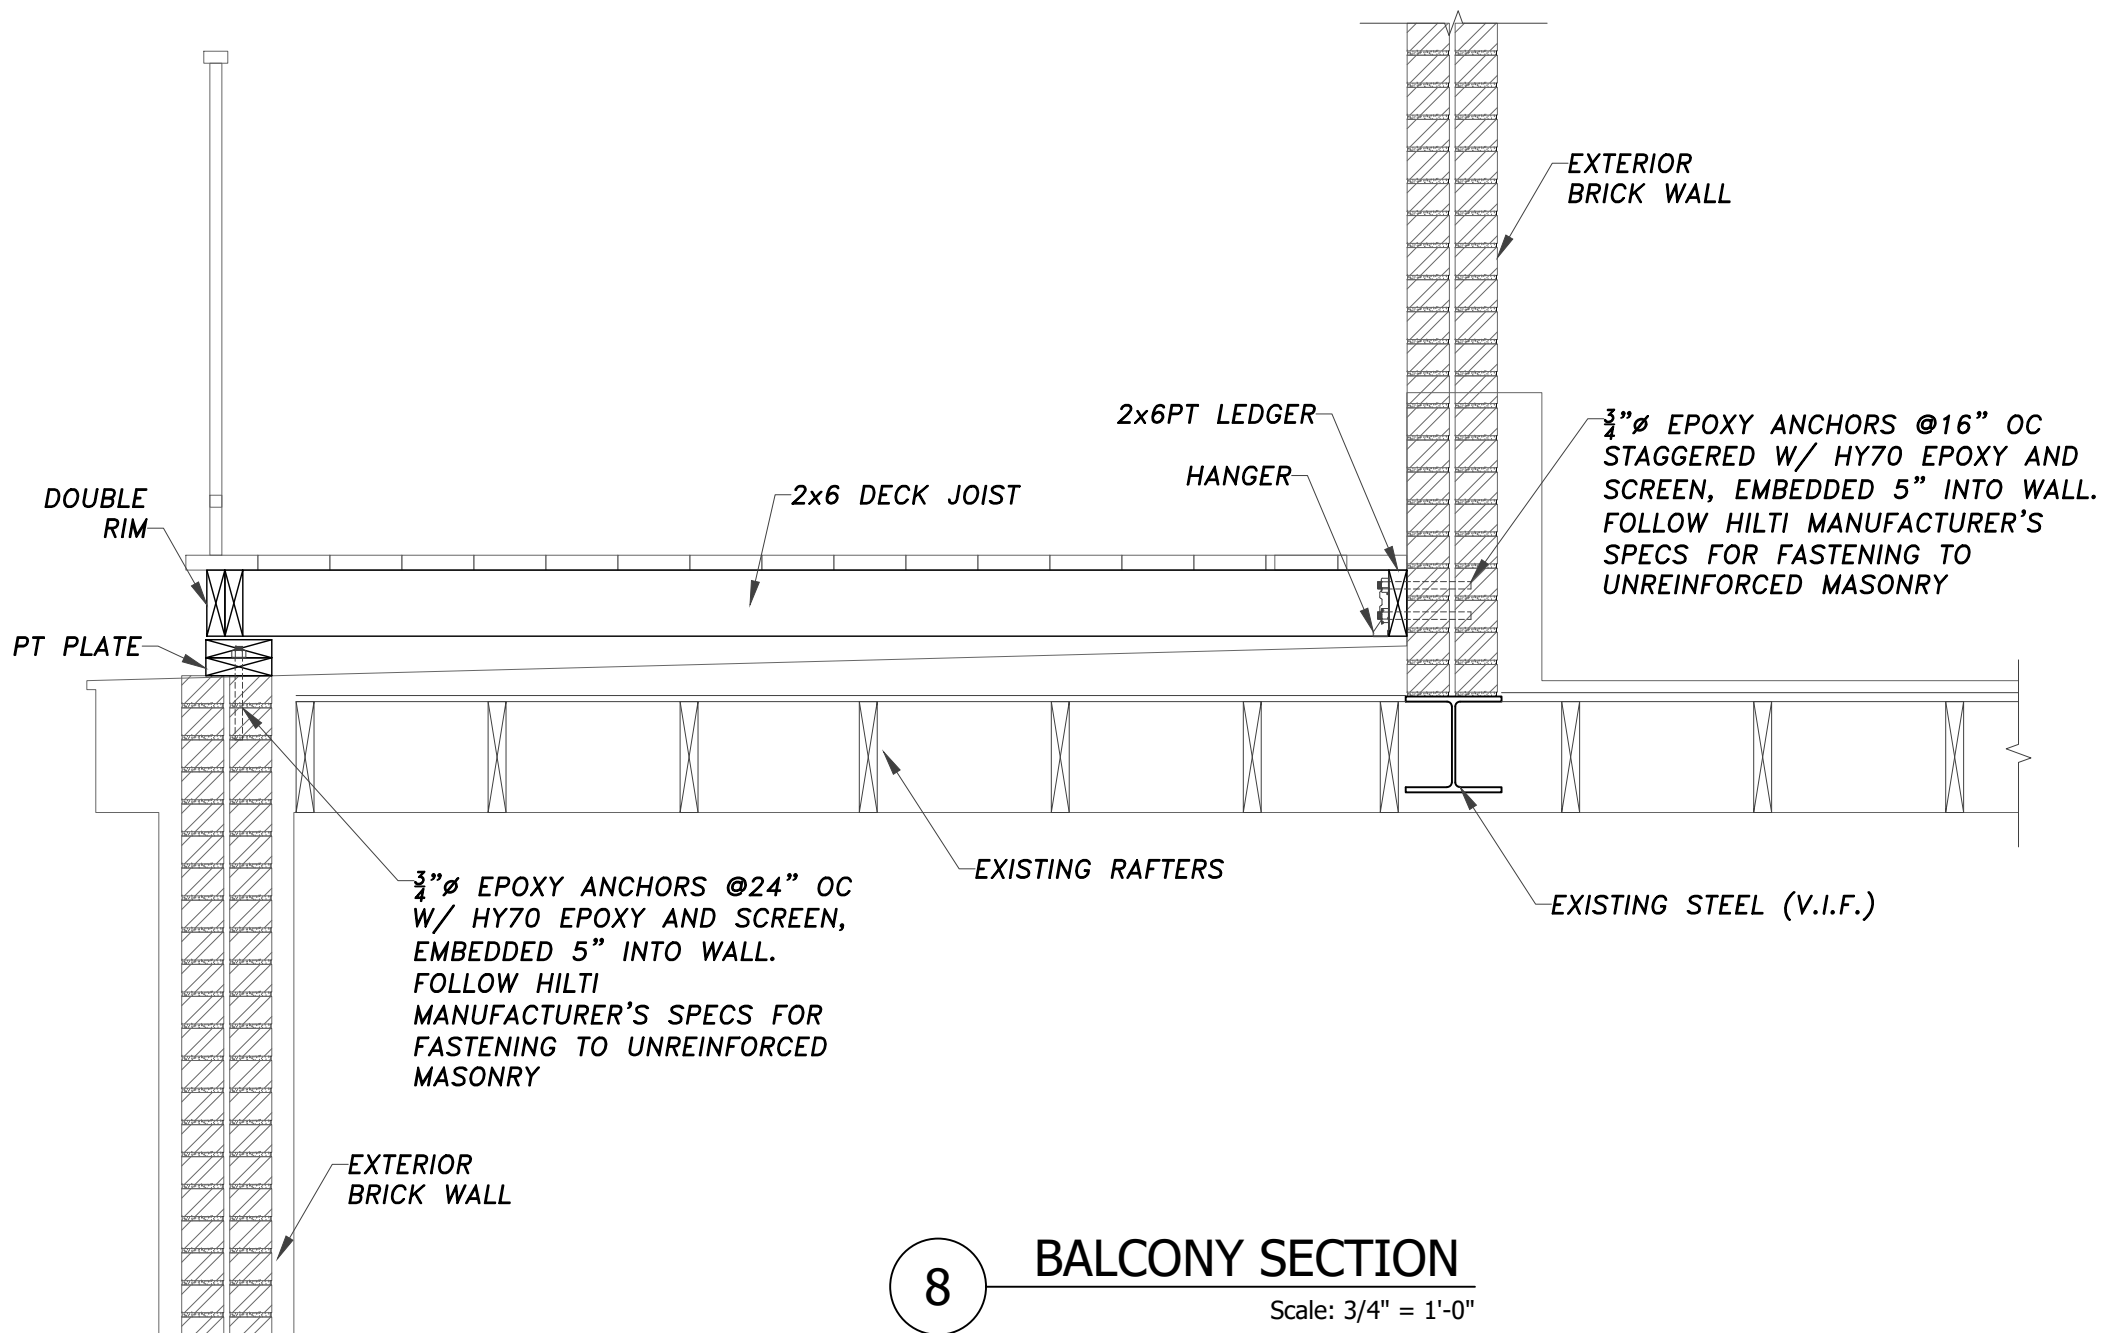 EXTERIOR
BRICK WALL
2x6PT LEDGER
HANGER
¾"ø EPOXY ANCHORS @16" OC
STAGGERED W/ HY70 EPOXY AND
SCREEN, EMBEDDED 5" INTO WALL.
FOLLOW HILTI MANUFACTURER'S
SPECS FOR FASTENING TO
UNREINFORCED MASONRY
DOUBLE
RIM
2x6 DECK JOIST
PT PLATE
¾"ø EPOXY ANCHORS @24" OC
W/ HY70 EPOXY AND SCREEN,
EMBEDDED 5" INTO WALL.
FOLLOW HILTI
MANUFACTURER'S SPECS FOR
FASTENING TO UNREINFORCED
MASONRY
EXISTING RAFTERS
EXISTING STEEL (V.I.F.)
EXTERIOR
BRICK WALL
8
BALCONY SECTION
Scale: 3/4" = 1'-0"